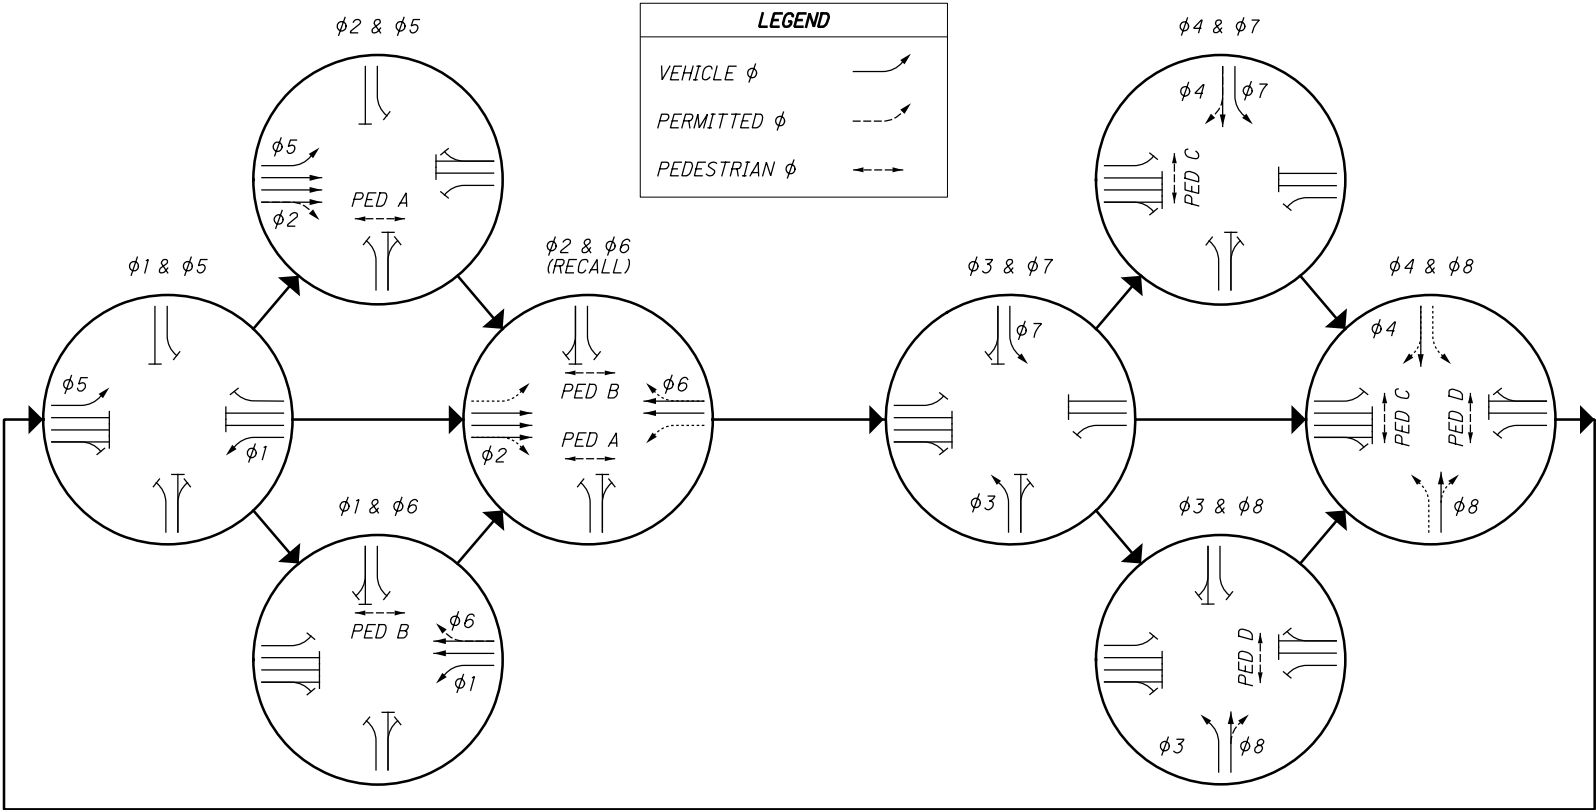 LEGEND
VEHICLE ϕ
PERMITTED ϕ
PEDESTRIAN ϕ
ϕ1 & ϕ5
ϕ5
ϕ1
ϕ2 & ϕ5
ϕ5
PED A
ϕ2
ϕ1 & ϕ6
ϕ6
PED B
ϕ1
ϕ2 & ϕ6
(RECALL)
PED B
ϕ6
PED A
ϕ2
ϕ3 & ϕ7
ϕ7
ϕ3
ϕ4 & ϕ7
ϕ4
ϕ7
PED C
ϕ3 & ϕ8
PED D
ϕ3
ϕ8
ϕ4 & ϕ8
ϕ4
PED C
PED D
ϕ8